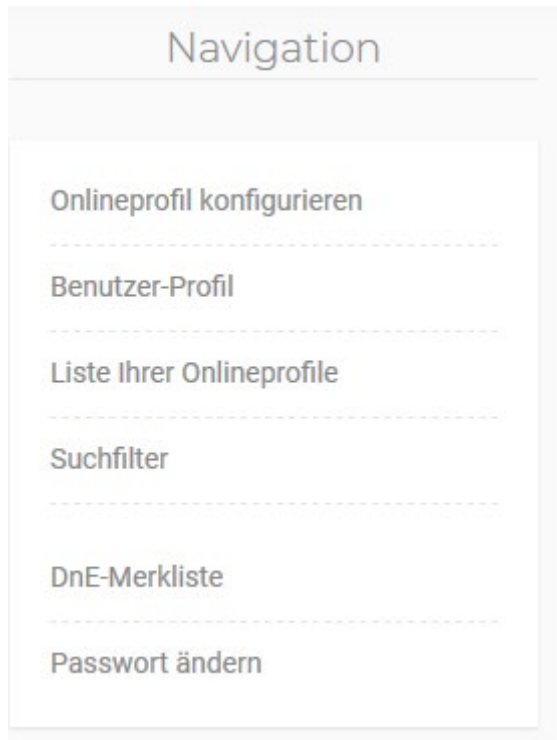 Navigation
Onlineprofil konfigurieren
Benutzer-Profil
Liste Ihrer Onlineprofile
Suchfilter
DnE-Merkliste
Passwort ändern